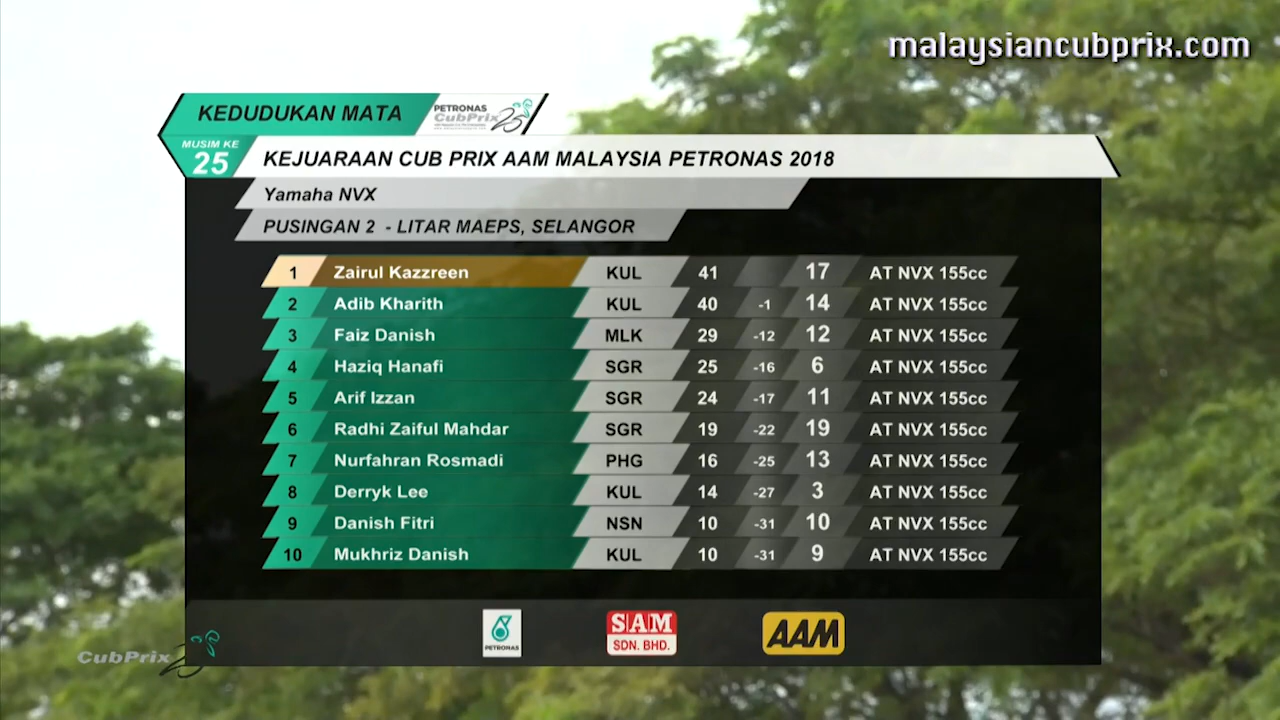 malaysiancubprix.com
KEDUDUKAN MATA
PETRONAS
CubPrix 25
MUSIM KE
25
KEJUARAAN CUB PRIX AAM MALAYSIA PETRONAS 2018
Yamaha NVX
PUSINGAN 2 - LITAR MAEPS, SELANGOR
1 Zairul Kazzreen KUL 41 17 AT NVX 155cc
2 Adib Kharith KUL 40 -1 14 AT NVX 155cc
3 Faiz Danish MLK 29 -12 12 AT NVX 155cc
4 Haziq Hanafi SGR 25 -16 6 AT NVX 155cc
5 Arif Izzan SGR 24 -17 11 AT NVX 155cc
6 Radhi Zaiful Mahdar SGR 19 -22 19 AT NVX 155cc
7 Nurfahran Rosmadi PHG 16 -25 13 AT NVX 155cc
8 Derryk Lee KUL 14 -27 3 AT NVX 155cc
9 Danish Fitri NSN 10 -31 10 AT NVX 155cc
10 Mukhriz Danish KUL 10 -31 9 AT NVX 155cc
PETRONAS
SAM
SDN. BHD.
AAM
CubPrix 25